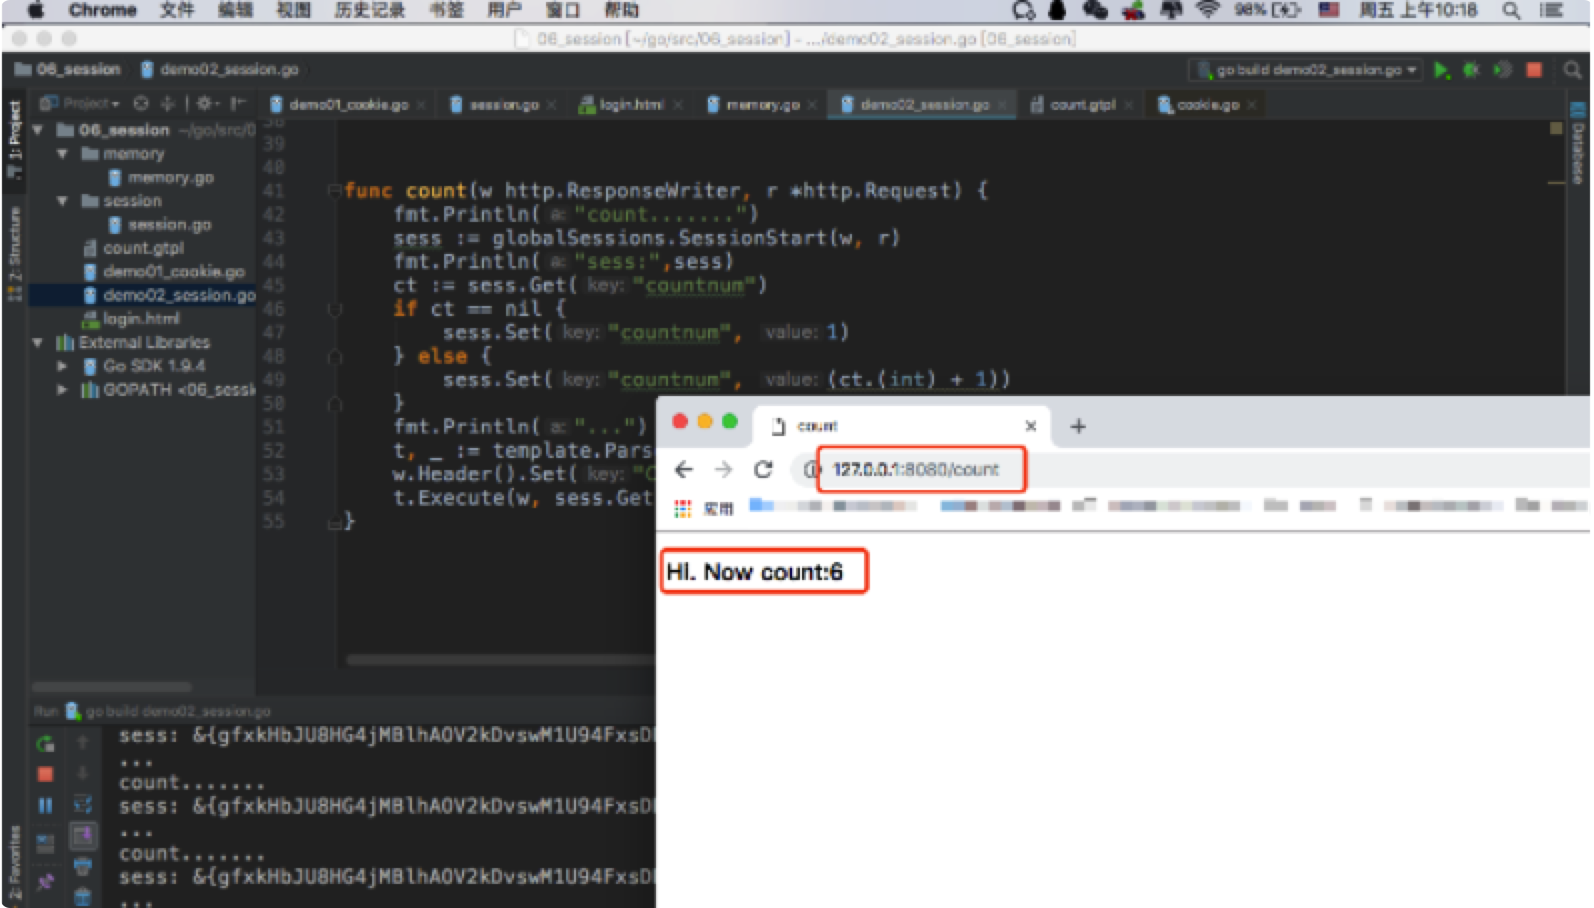 Chrome 文件 编辑 视图 历史记录 书签 用户 窗口 帮助 98% 周五 上午10:18
06_session [~/go/src/06_session] - .../demo02_session.go [06_session]
06_session demo02_session.go go build demo02_session.go
Project demo01_cookie.go session.go login.html memory.go demo02_session.go count.gtpl cookie.go
1: Project
2: Structure
2: Favorites
Database
06_session ~/go/src/0
memory
memory.go
session
session.go
count.gtpl
demo01_cookie.go
demo02_session.go
login.html
External Libraries
Go SDK 1.9.4
GOPATH <06_sessi
38
39
40
41 func count(w http.ResponseWriter, r *http.Request) {
42 fmt.Println( a: "count.......")
43 sess := globalSessions.SessionStart(w, r)
44 fmt.Println( a: "sess:",sess)
45 ct := sess.Get( key: "countnum")
46 if ct == nil {
47 sess.Set( key: "countnum", value: 1)
48 } else {
49 sess.Set( key: "countnum", value: (ct.(int) + 1))
50 }
51 fmt.Println( a: "...")
52 t, _ := template.Pars
53 w.Header().Set( key: "C
54 t.Execute(w, sess.Get
55 }
count
127.0.0.1:8080/count
应用
Hi. Now count:6
Run go build demo02_session.go
sess: &{gfxkHbJU8HG4jMBlhAOV2kDvswM1U94FxsD
...
count.......
sess: &{gfxkHbJU8HG4jMBlhAOV2kDvswM1U94FxsD
...
count.......
sess: &{gfxkHbJU8HG4jMBlhAOV2kDvswM1U94FxsD
...